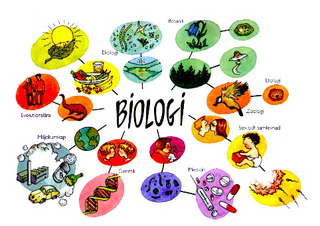 Botanik
Ekologi
BIOLOGI
Etologi
Zoologi
Evolutionslära
Miljökunskap
Sex och samlevnad
Genetik
Medicin